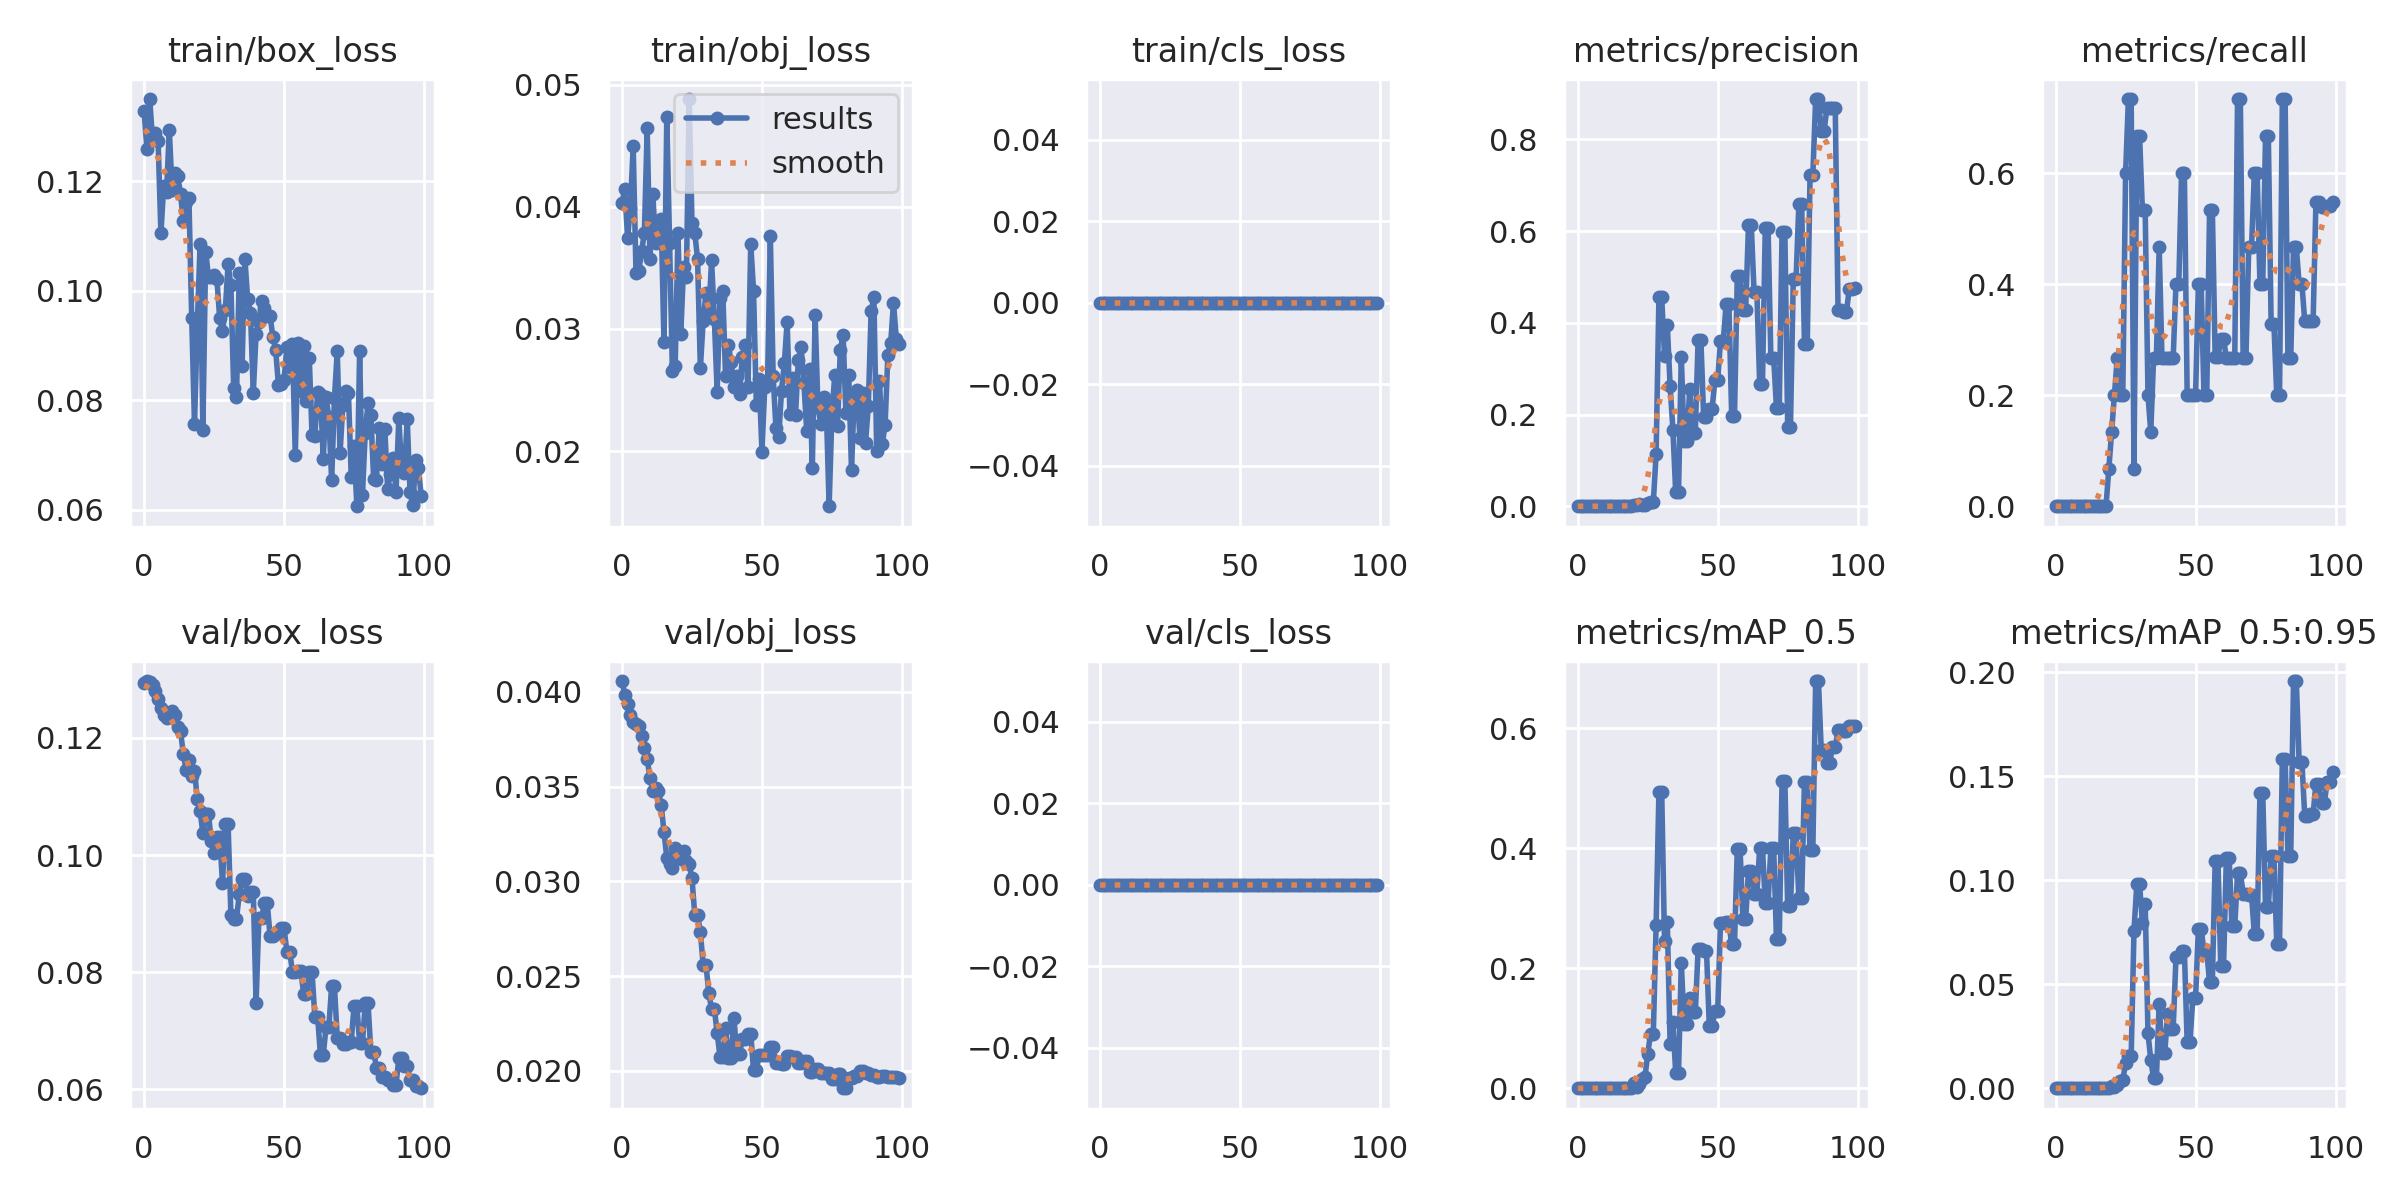 train/box_loss
0.12
0.10
0.08
0.06
0 50 100
train/obj_loss
results
smooth
0.05
0.04
0.03
0.02
0 50 100
train/cls_loss
0.04
0.02
0.00
−0.02
−0.04
0 50 100
metrics/precision
0.8
0.6
0.4
0.2
0.0
0 50 100
metrics/recall
0.6
0.4
0.2
0.0
0 50 100
val/box_loss
0.12
0.10
0.08
0.06
0 50 100
val/obj_loss
0.040
0.035
0.030
0.025
0.020
0 50 100
val/cls_loss
0.04
0.02
0.00
−0.02
−0.04
0 50 100
metrics/mAP_0.5
0.6
0.4
0.2
0.0
0 50 100
metrics/mAP_0.5:0.95
0.20
0.15
0.10
0.05
0.00
0 50 100